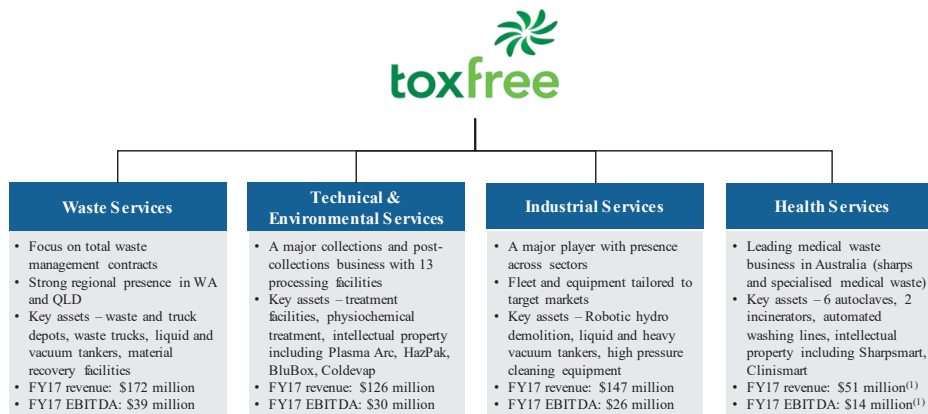 toxfree
Waste Services
• Focus on total waste
management contracts
• Strong regional presence in WA
and QLD
• Key assets – waste and truck
depots, waste trucks, liquid and
vacuum tankers, material
recovery facilities
• FY17 revenue: $172 million
• FY17 EBITDA: $39 million
Technical &
Environmental Services
• A major collections and post-
collections business with 13
processing facilities
• Key assets – treatment
facilities, physiochemical
treatment, intellectual property
including Plasma Arc, HazPak,
BluBox, Coldevap
• FY17 revenue: $126 million
• FY17 EBITDA: $30 million
Industrial Services
• A major player with presence
across sectors
• Fleet and equipment tailored to
target markets
• Key assets – Robotic hydro
demolition, liquid and heavy
vacuum tankers, high pressure
cleaning equipment
• FY17 revenue: $147 million
• FY17 EBITDA: $26 million
Health Services
• Leading medical waste
business in Australia (sharps
and specialised medical waste)
• Key assets – 6 autoclaves, 2
incinerators, automated
washing lines, intellectual
property including Sharpsmart,
Clinismart
• FY17 revenue: $51 million(1)
• FY17 EBITDA: $14 million(1)